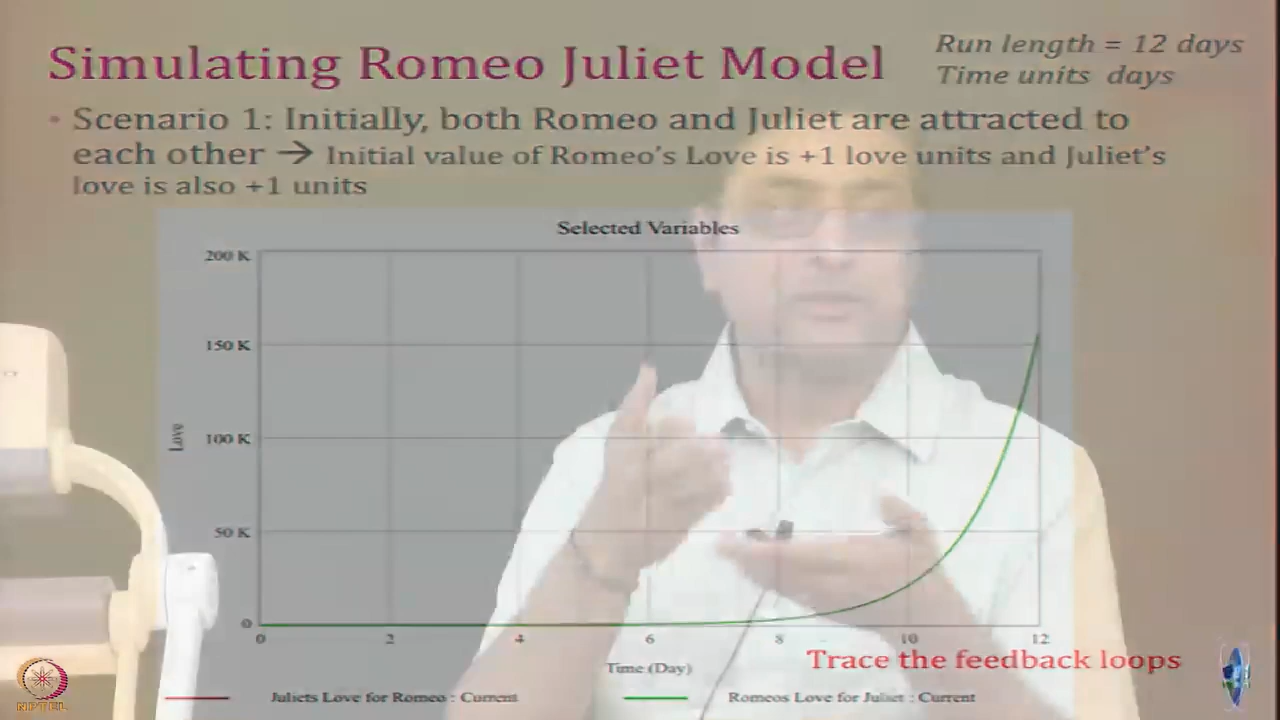 Simulating Romeo Juliet Model
Run length = 12 days
Time units days
• Scenario 1: Initially, both Romeo and Juliet are attracted to
each other → Initial value of Romeo's Love is +1 love units and Juliet's
love is also +1 units
Selected Variables
200 K
150 K
100 K
50 K
0
Love
0 2 4 6 8 10 12
Time (Day)
Trace the feedback loops
Juliets Love for Romeo : Current
Romeos Love for Juliet : Current
NPTEL